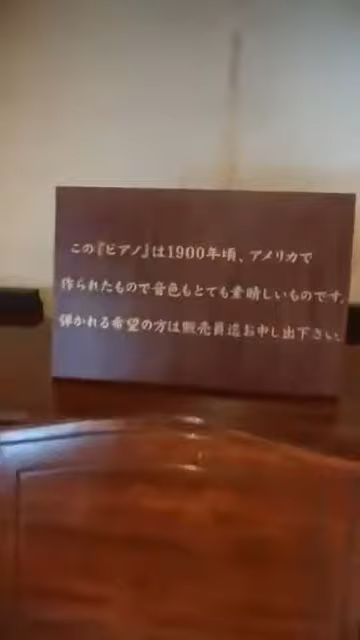 この『ピアノ』は1900年頃、アメリカで
作られたもので音色もとても素晴しいものです。
弾かれる希望の方は販売員迄お申し出下さい。